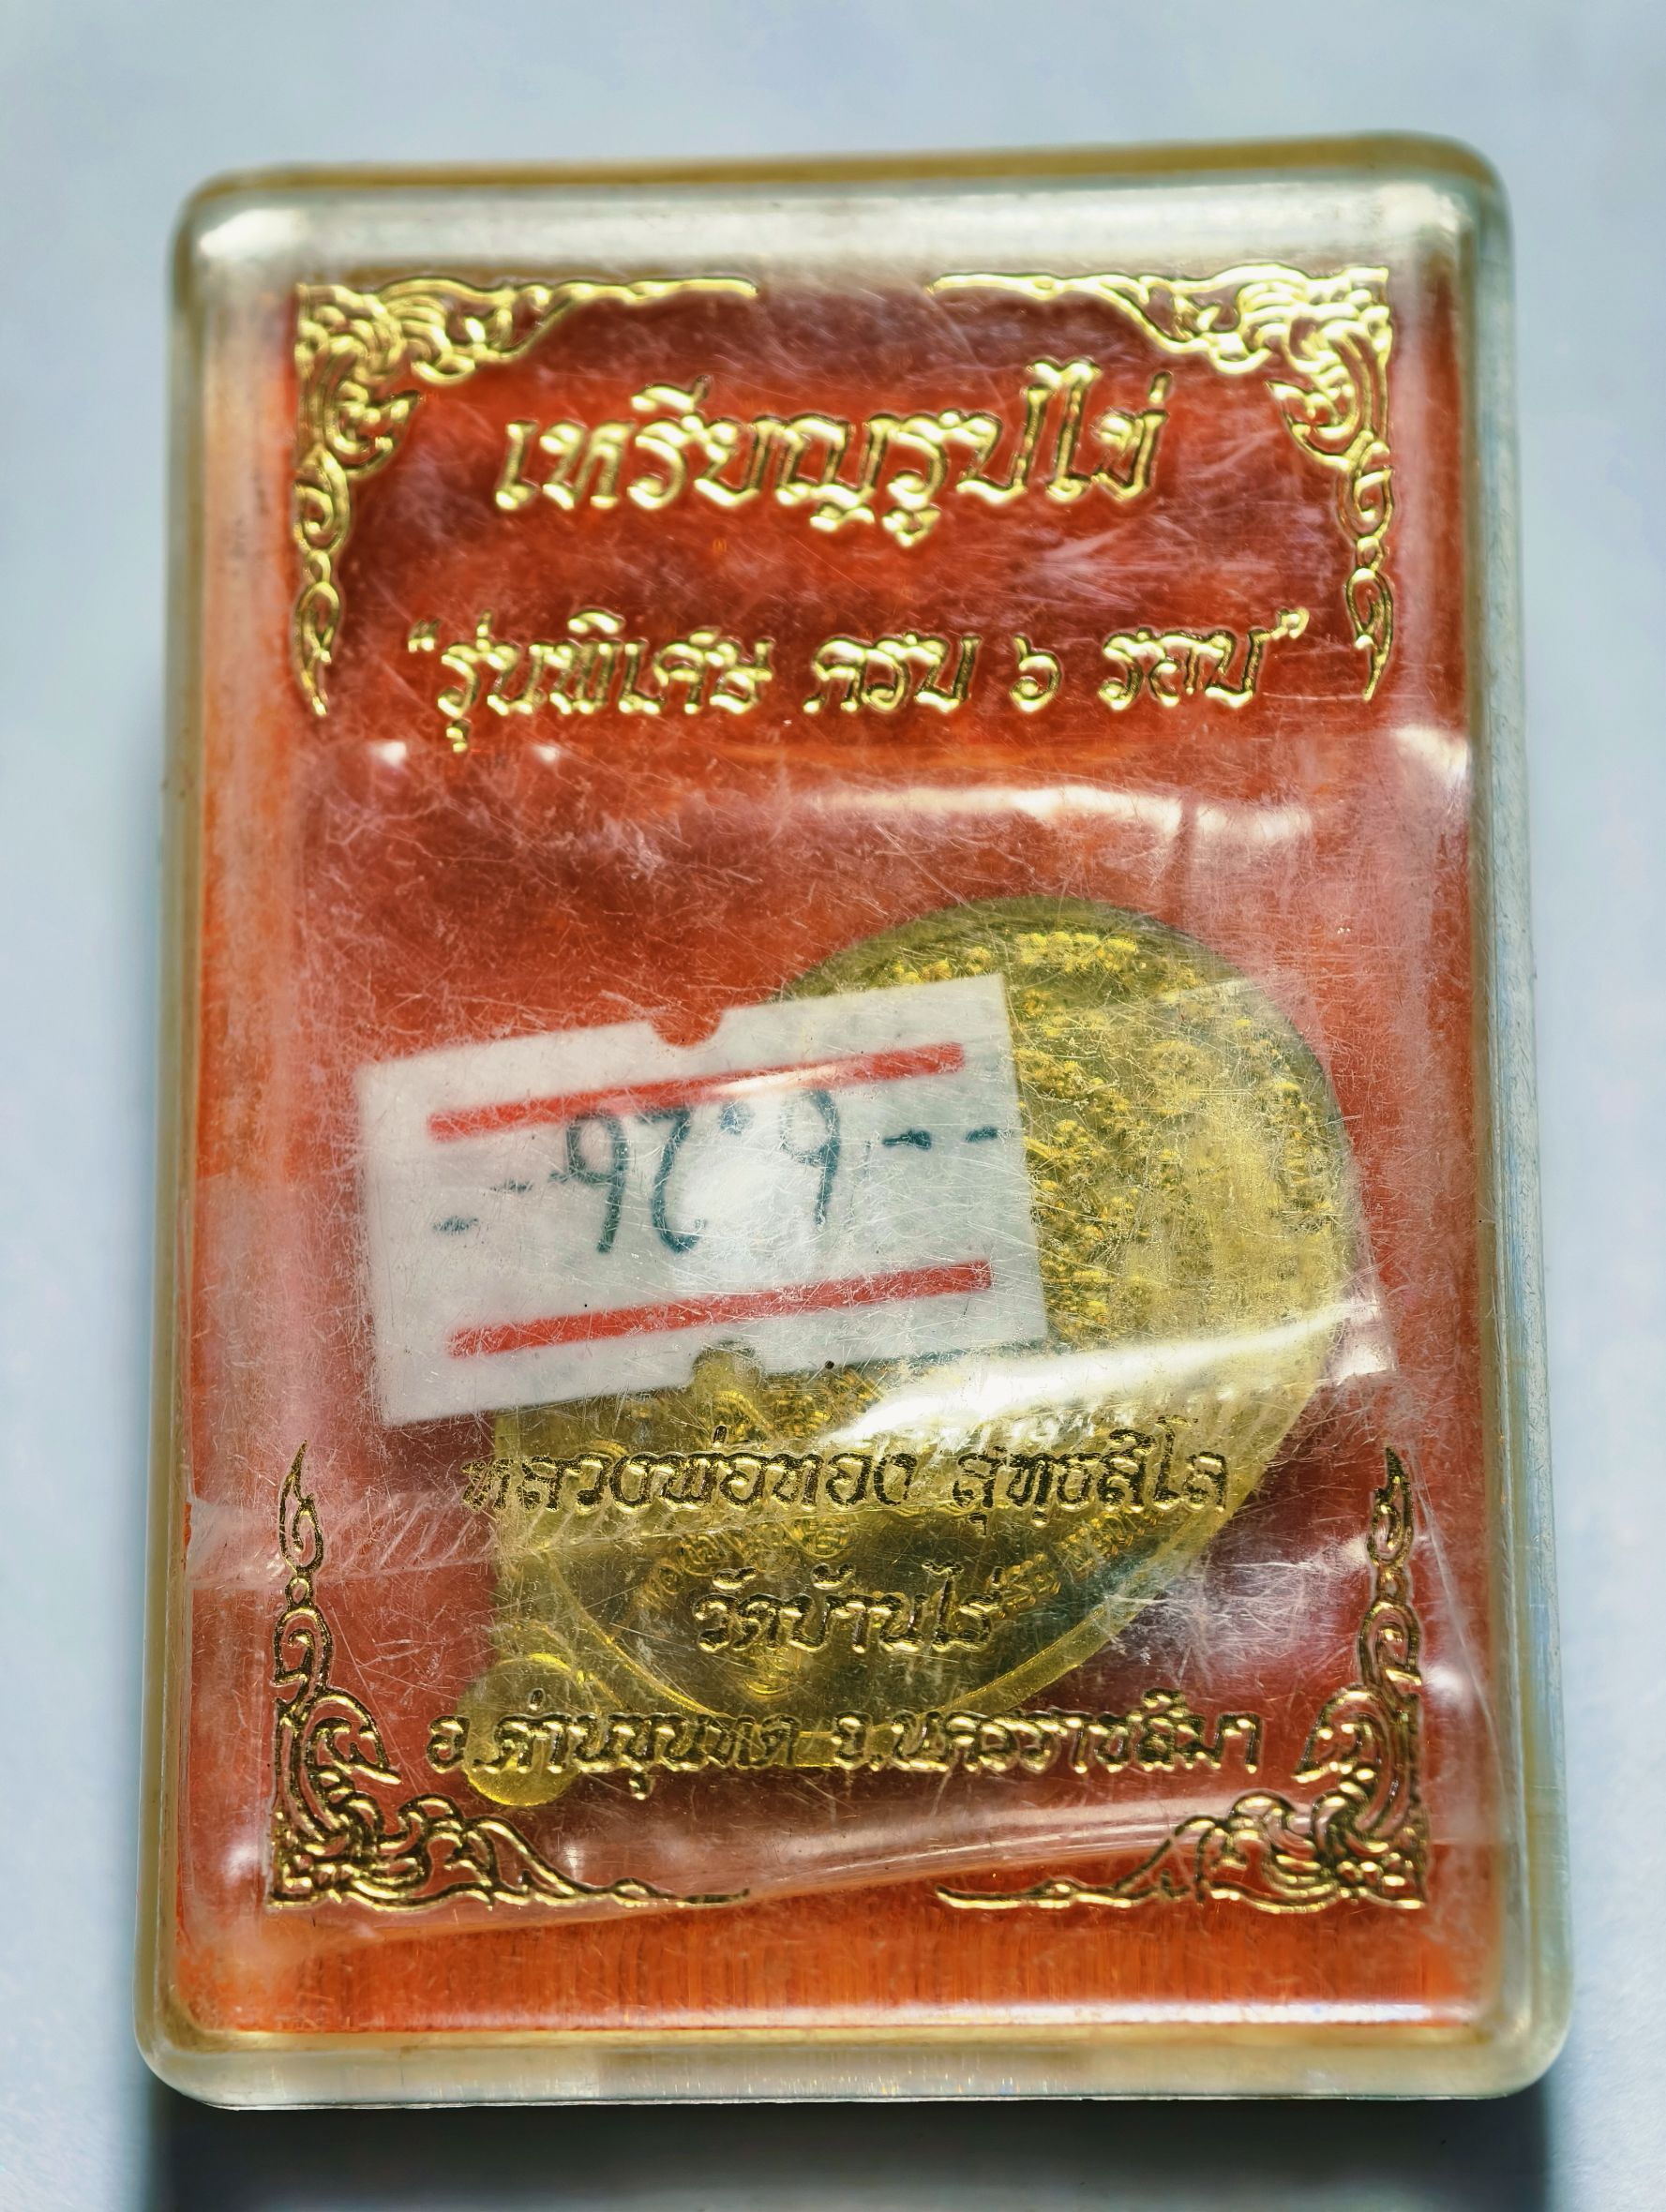 เหรียญรูปไข่
"รุ่นพิเศษ ครบ ๖ รอบ"
หลวงพ่อทอง สุทฺธสีโล
วัดบ้านไร่
อ.ด่านขุนทด จ.นครราชสีมา